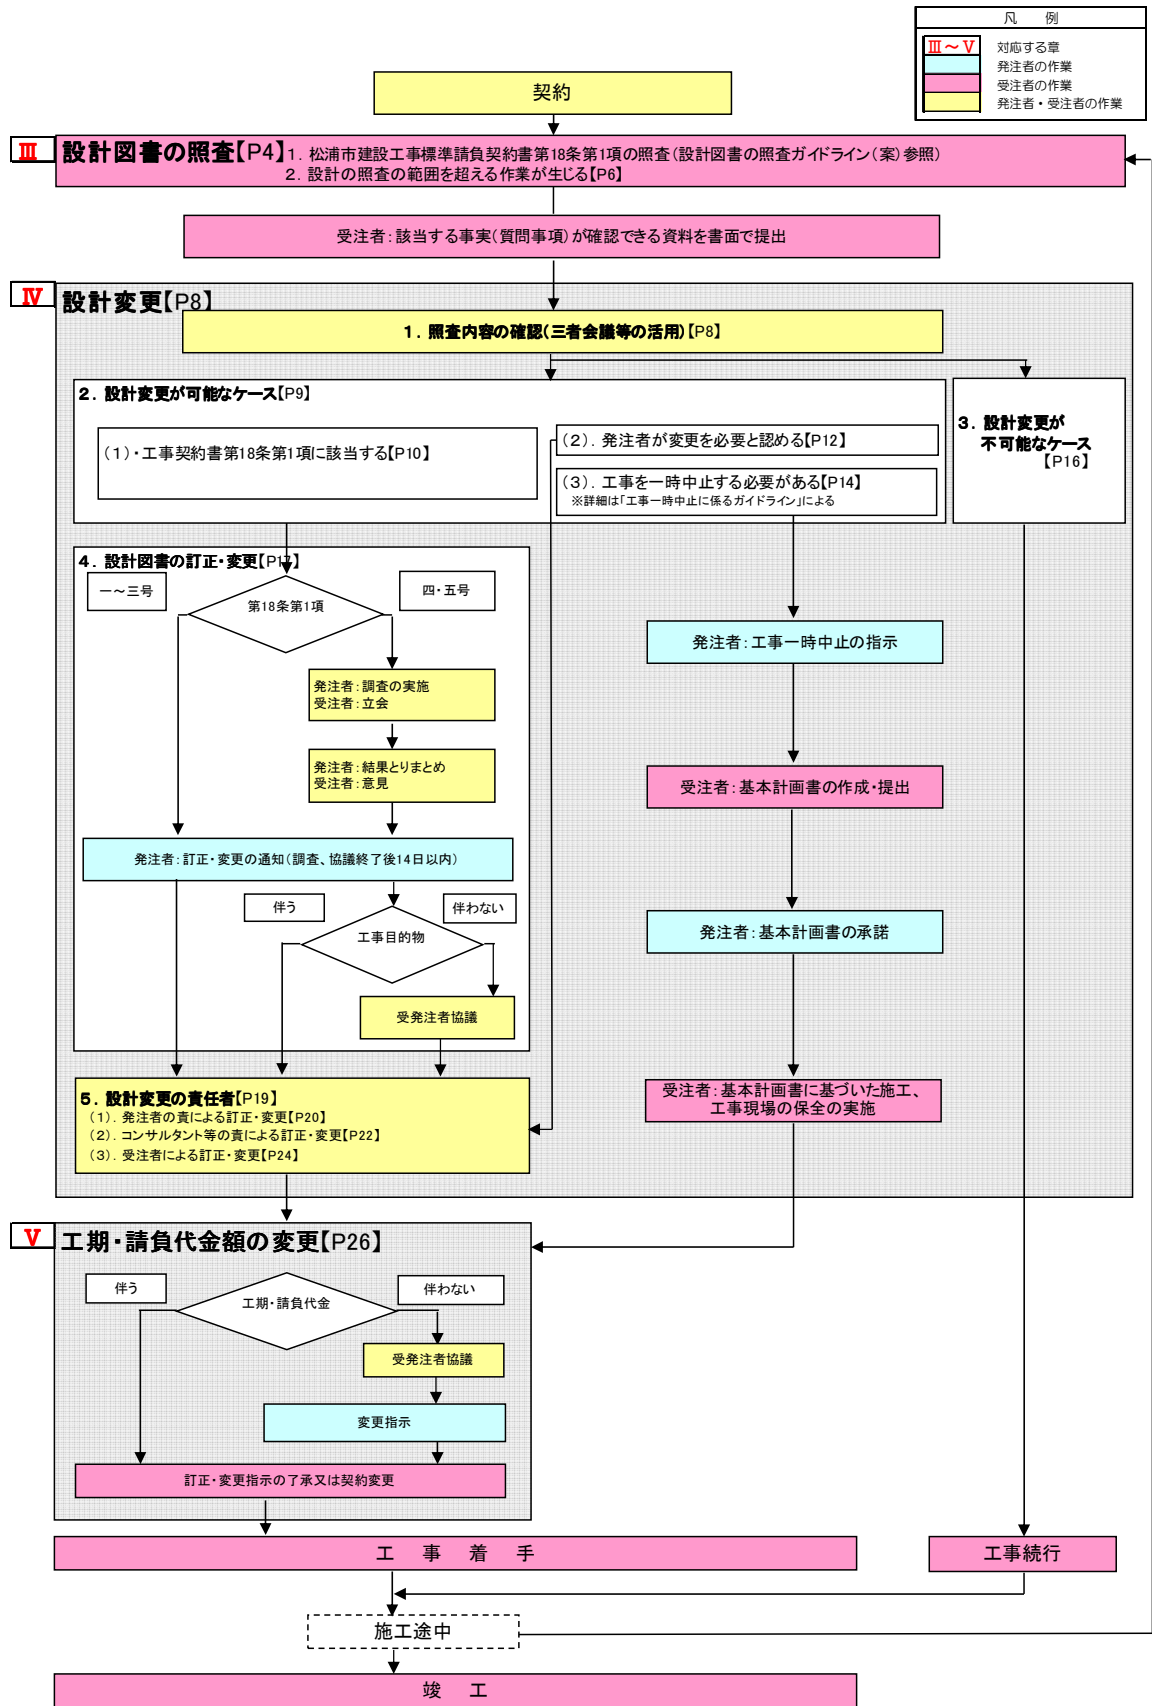 凡　例
Ⅲ～Ⅴ 対応する章
発注者の作業
受注者の作業
発注者・受注者の作業
契約
Ⅲ 設計図書の照査【P4】1．松浦市建設工事標準請負契約書第18条第1項の照査（設計図書の照査ガイドライン（案）参照）
2．設計の照査の範囲を超える作業が生じる【P6】
受注者：該当する事実（質問事項）が確認できる資料を書面で提出
Ⅳ 設計変更【P8】
1．照査内容の確認（三者会議等の活用）【P8】
2．設計変更が可能なケース【P9】
（1）・工事契約書第18条第1項に該当する【P10】
（2）．発注者が変更を必要と認める【P12】
（3）．工事を一時中止する必要がある【P14】
※詳細は「工事一時中止に係るガイドライン」による
3．設計変更が
不可能なケース
【P16】
4．設計図書の訂正・変更【P17】
一～三号
第18条第1項
四・五号
発注者：調査の実施
受注者：立会
発注者：結果とりまとめ
受注者：意見
発注者：訂正・変更の通知（調査、協議終了後14日以内）
伴う
伴わない
工事目的物
受発注者協議
発注者：工事一時中止の指示
受注者：基本計画書の作成・提出
発注者：基本計画書の承諾
受注者：基本計画書に基づいた施工、
工事現場の保全の実施
5．設計変更の責任者【P19】
（1）．発注者の責による訂正・変更【P20】
（2）．コンサルタント等の責による訂正・変更【P22】
（3）．受注者による訂正・変更【P24】
Ⅴ 工期・請負代金額の変更【P26】
伴う
工期・請負代金
伴わない
受発注者協議
変更指示
訂正・変更指示の了承又は契約変更
工　事　着　手
工事続行
施工途中
竣　工